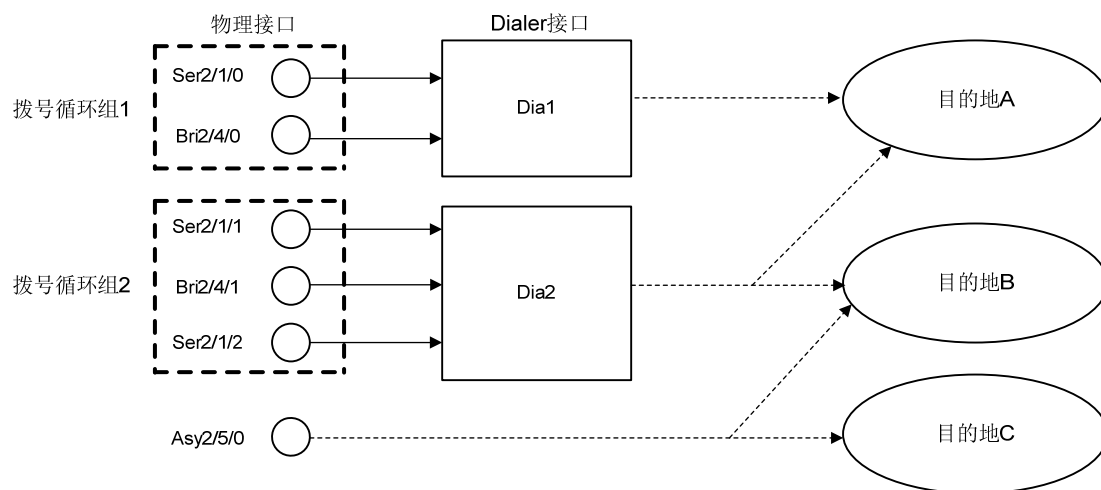 物理接口
Dialer接口
拨号循环组1
Ser2/1/0
Bri2/4/0
Dia1
目的地A
拨号循环组2
Ser2/1/1
Bri2/4/1
Ser2/1/2
Dia2
目的地B
Asy2/5/0
目的地C